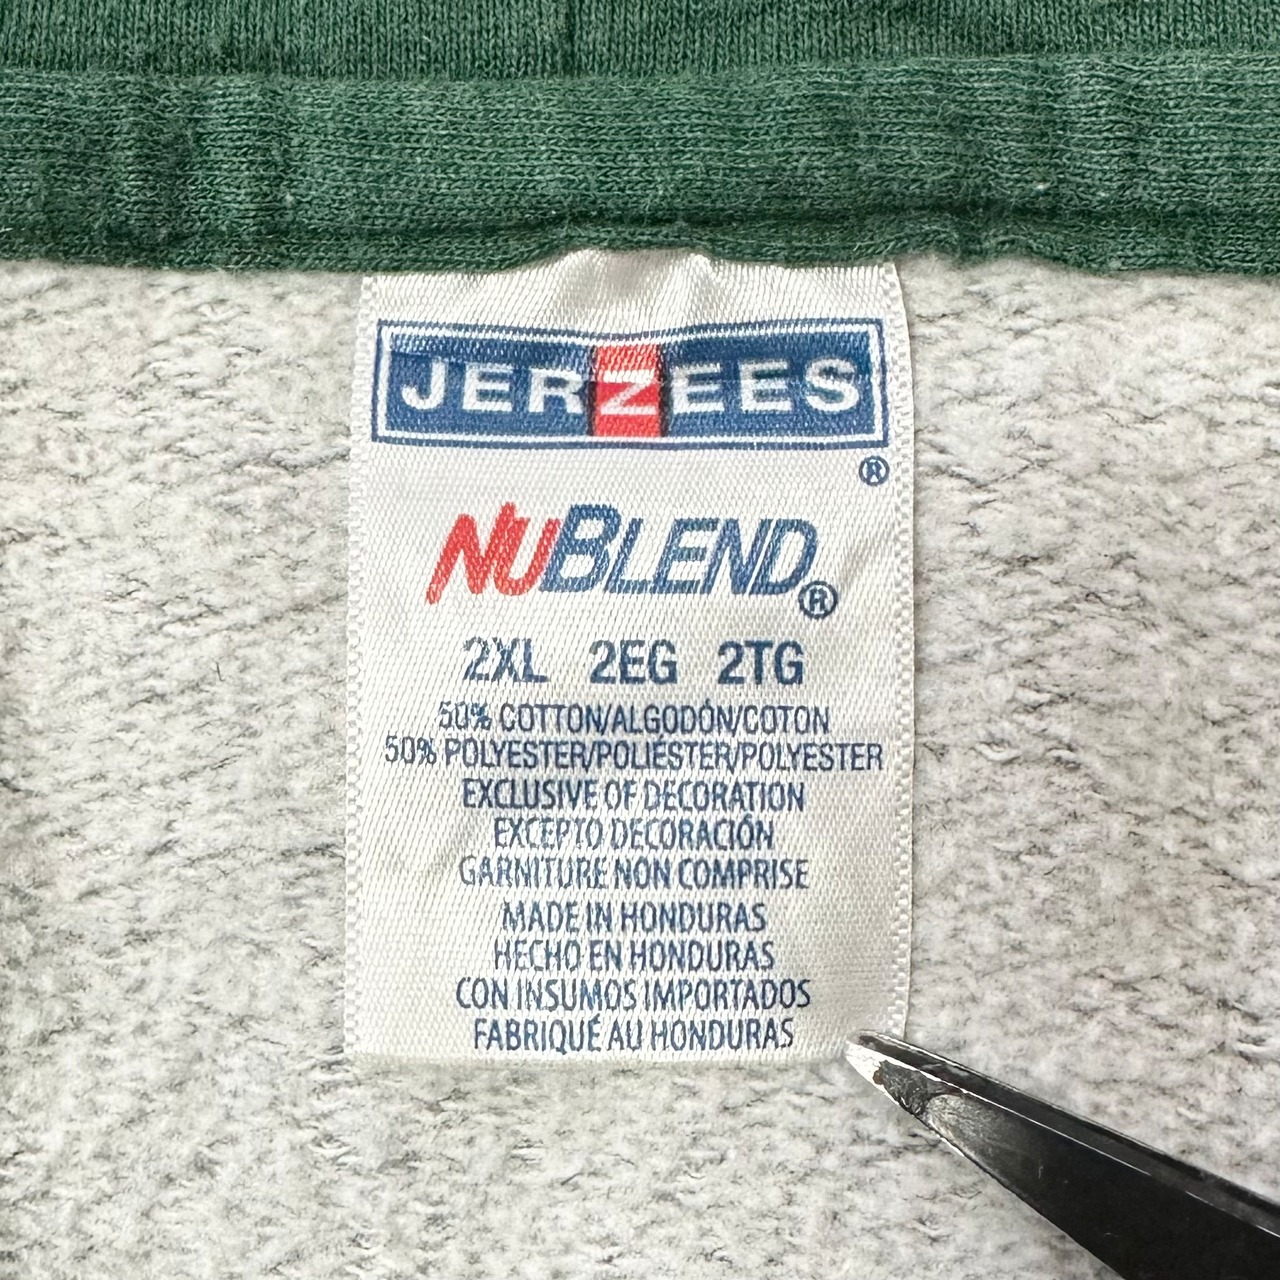 JERZEES
®
NUBLEND®
2XL 2EG 2TG
50% COTTON/ALGODÓN/COTON
50% POLYESTER/POLIÉSTER/POLYESTER
EXCLUSIVE OF DECORATION
EXCEPTO DECORACIÓN
GARNITURE NON COMPRISE
MADE IN HONDURAS
HECHO EN HONDURAS
CON INSUMOS IMPORTADOS
FABRIQUÉ AU HONDURAS